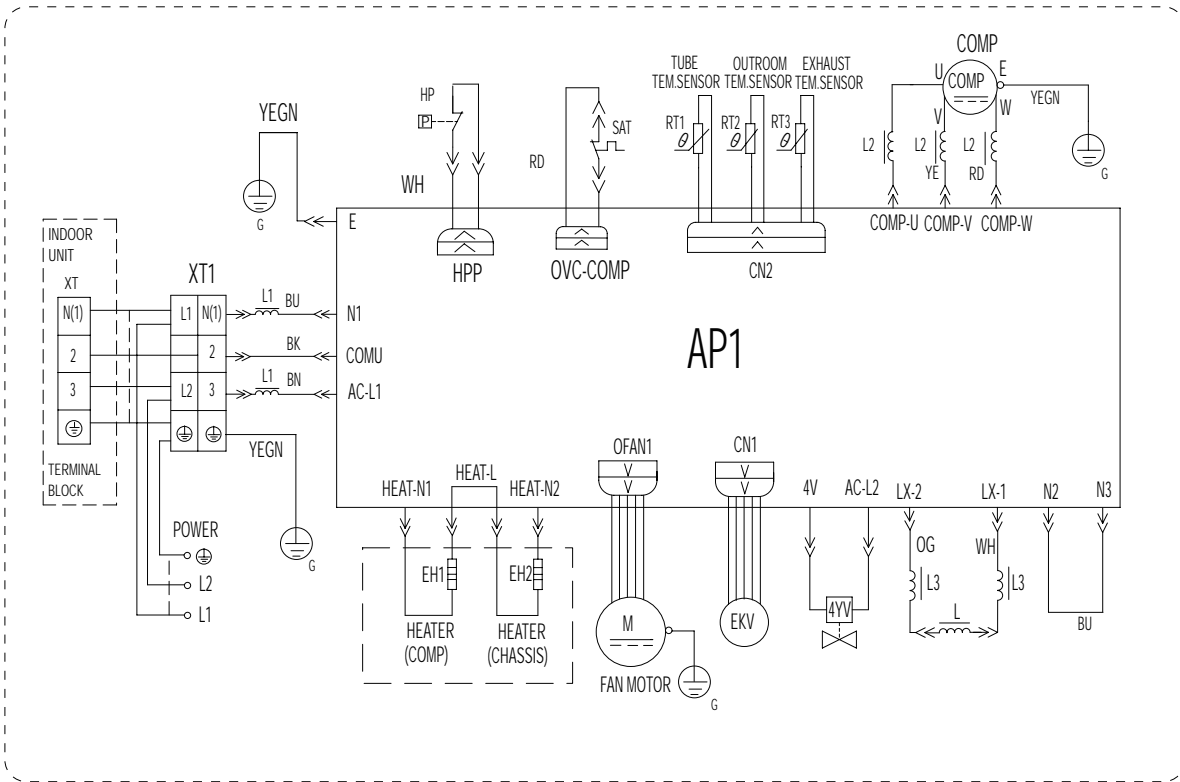 COMP
TUBE
TEM.SENSOR
OUTROOM
TEM.SENSOR
EXHAUST
TEM.SENSOR
U
COMP
E
HP
P
YEGN
YEGN
V
W
RT1
RT2
RT3
θ
θ
θ
SAT
RD
L2
L2
L2
YE
RD
G
WH
G
E
HPP
OVC-COMP
CN2
COMP-U
COMP-V
COMP-W
INDOOR
UNIT
XT
XT1
N(1)
L1
N(1)
L1
BU
N1
2
2
BK
COMU
3
L2
3
L1
BN
AC-L1
AP1
YEGN
TERMINAL
BLOCK
G
POWER
L2
L1
HEAT-N1
HEAT-L
HEAT-N2
OFAN1
CN1
4V
AC-L2
LX-2
LX-1
N2
N3
EH1
EH2
HEATER
(COMP)
HEATER
(CHASSIS)
M
FAN MOTOR
G
EKV
4YV
OG
WH
L3
L
L3
BU